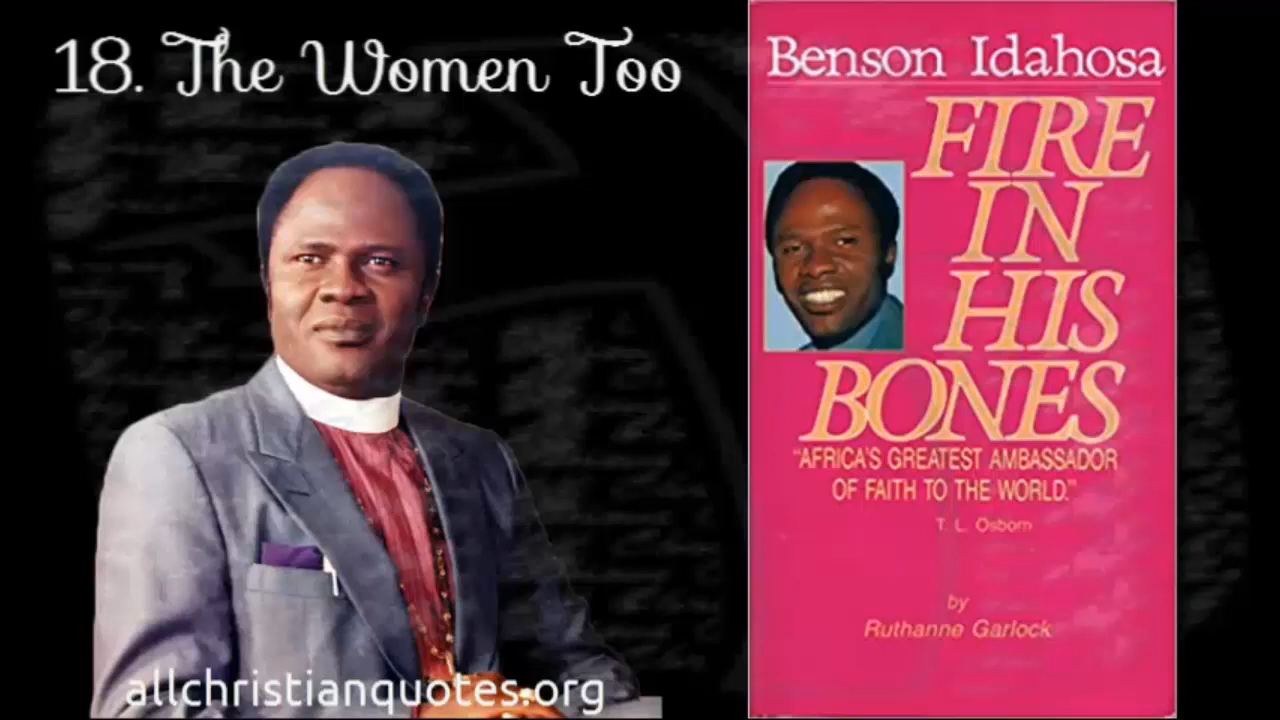 18. The Women Too
allchristianquotes.org
Benson Idahosa
FIRE
IN
HIS
BONES
"AFRICA'S GREATEST AMBASSADOR
OF FAITH TO THE WORLD."
T. L. Osborn
by
Ruthanne Garlock